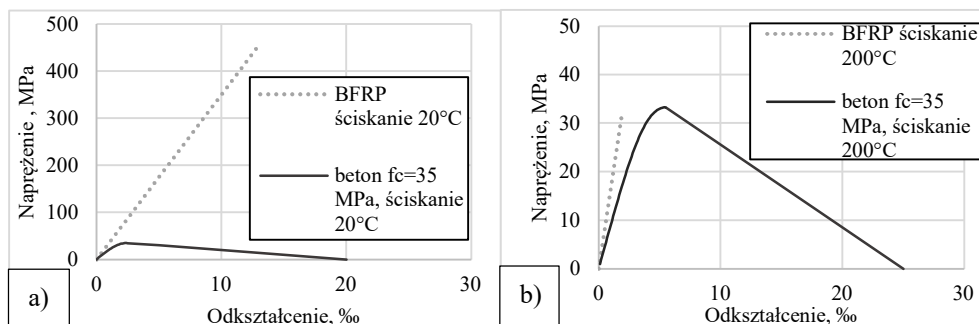 500
400
300
200
100
0
Naprężenie , MPa
BFRP
ściskanie 20°C
beton fc=35
MPa, ściskanie
20°C
0
10
20
30
Odkształcenie, ‰
a)
50
40
30
20
10
0
Naprężenie, MPa
BFRP ściskanie
200°C
beton fc=35
MPa, ściskanie
200°C
0
10
20
30
Odkształcenie, ‰
b)